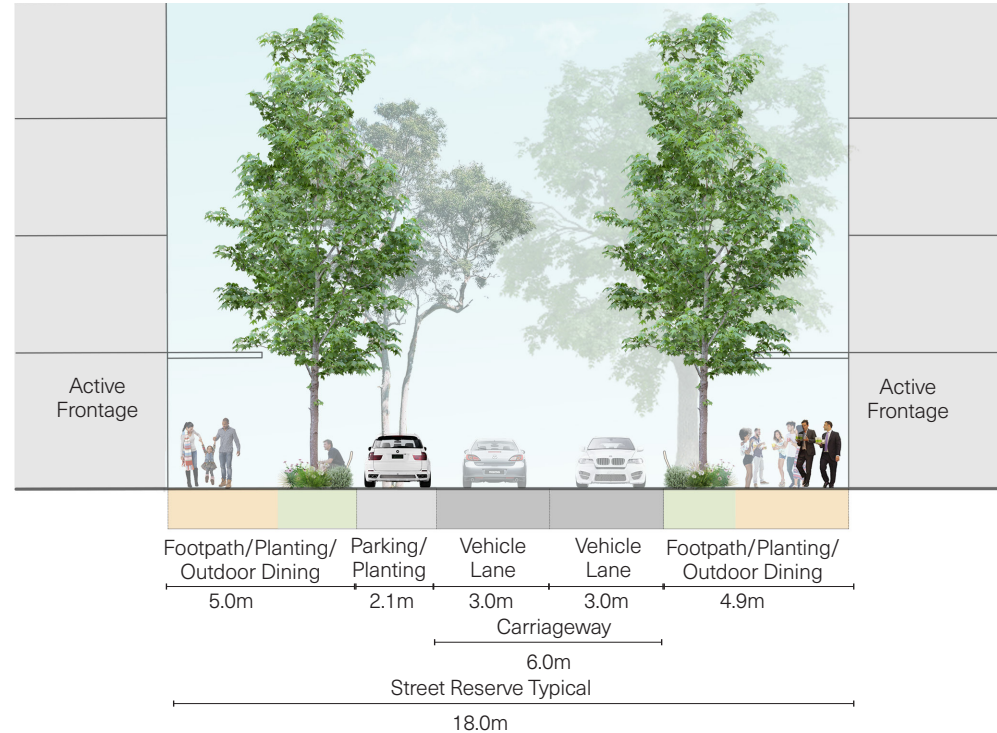 Active
Frontage
Active
Frontage
Footpath/Planting/
Outdoor Dining
Parking/
Planting
Vehicle
Lane
Vehicle
Lane
Footpath/Planting/
Outdoor Dining
5.0m
2.1m
3.0m
3.0m
4.9m
Carriageway
6.0m
Street Reserve Typical
18.0m